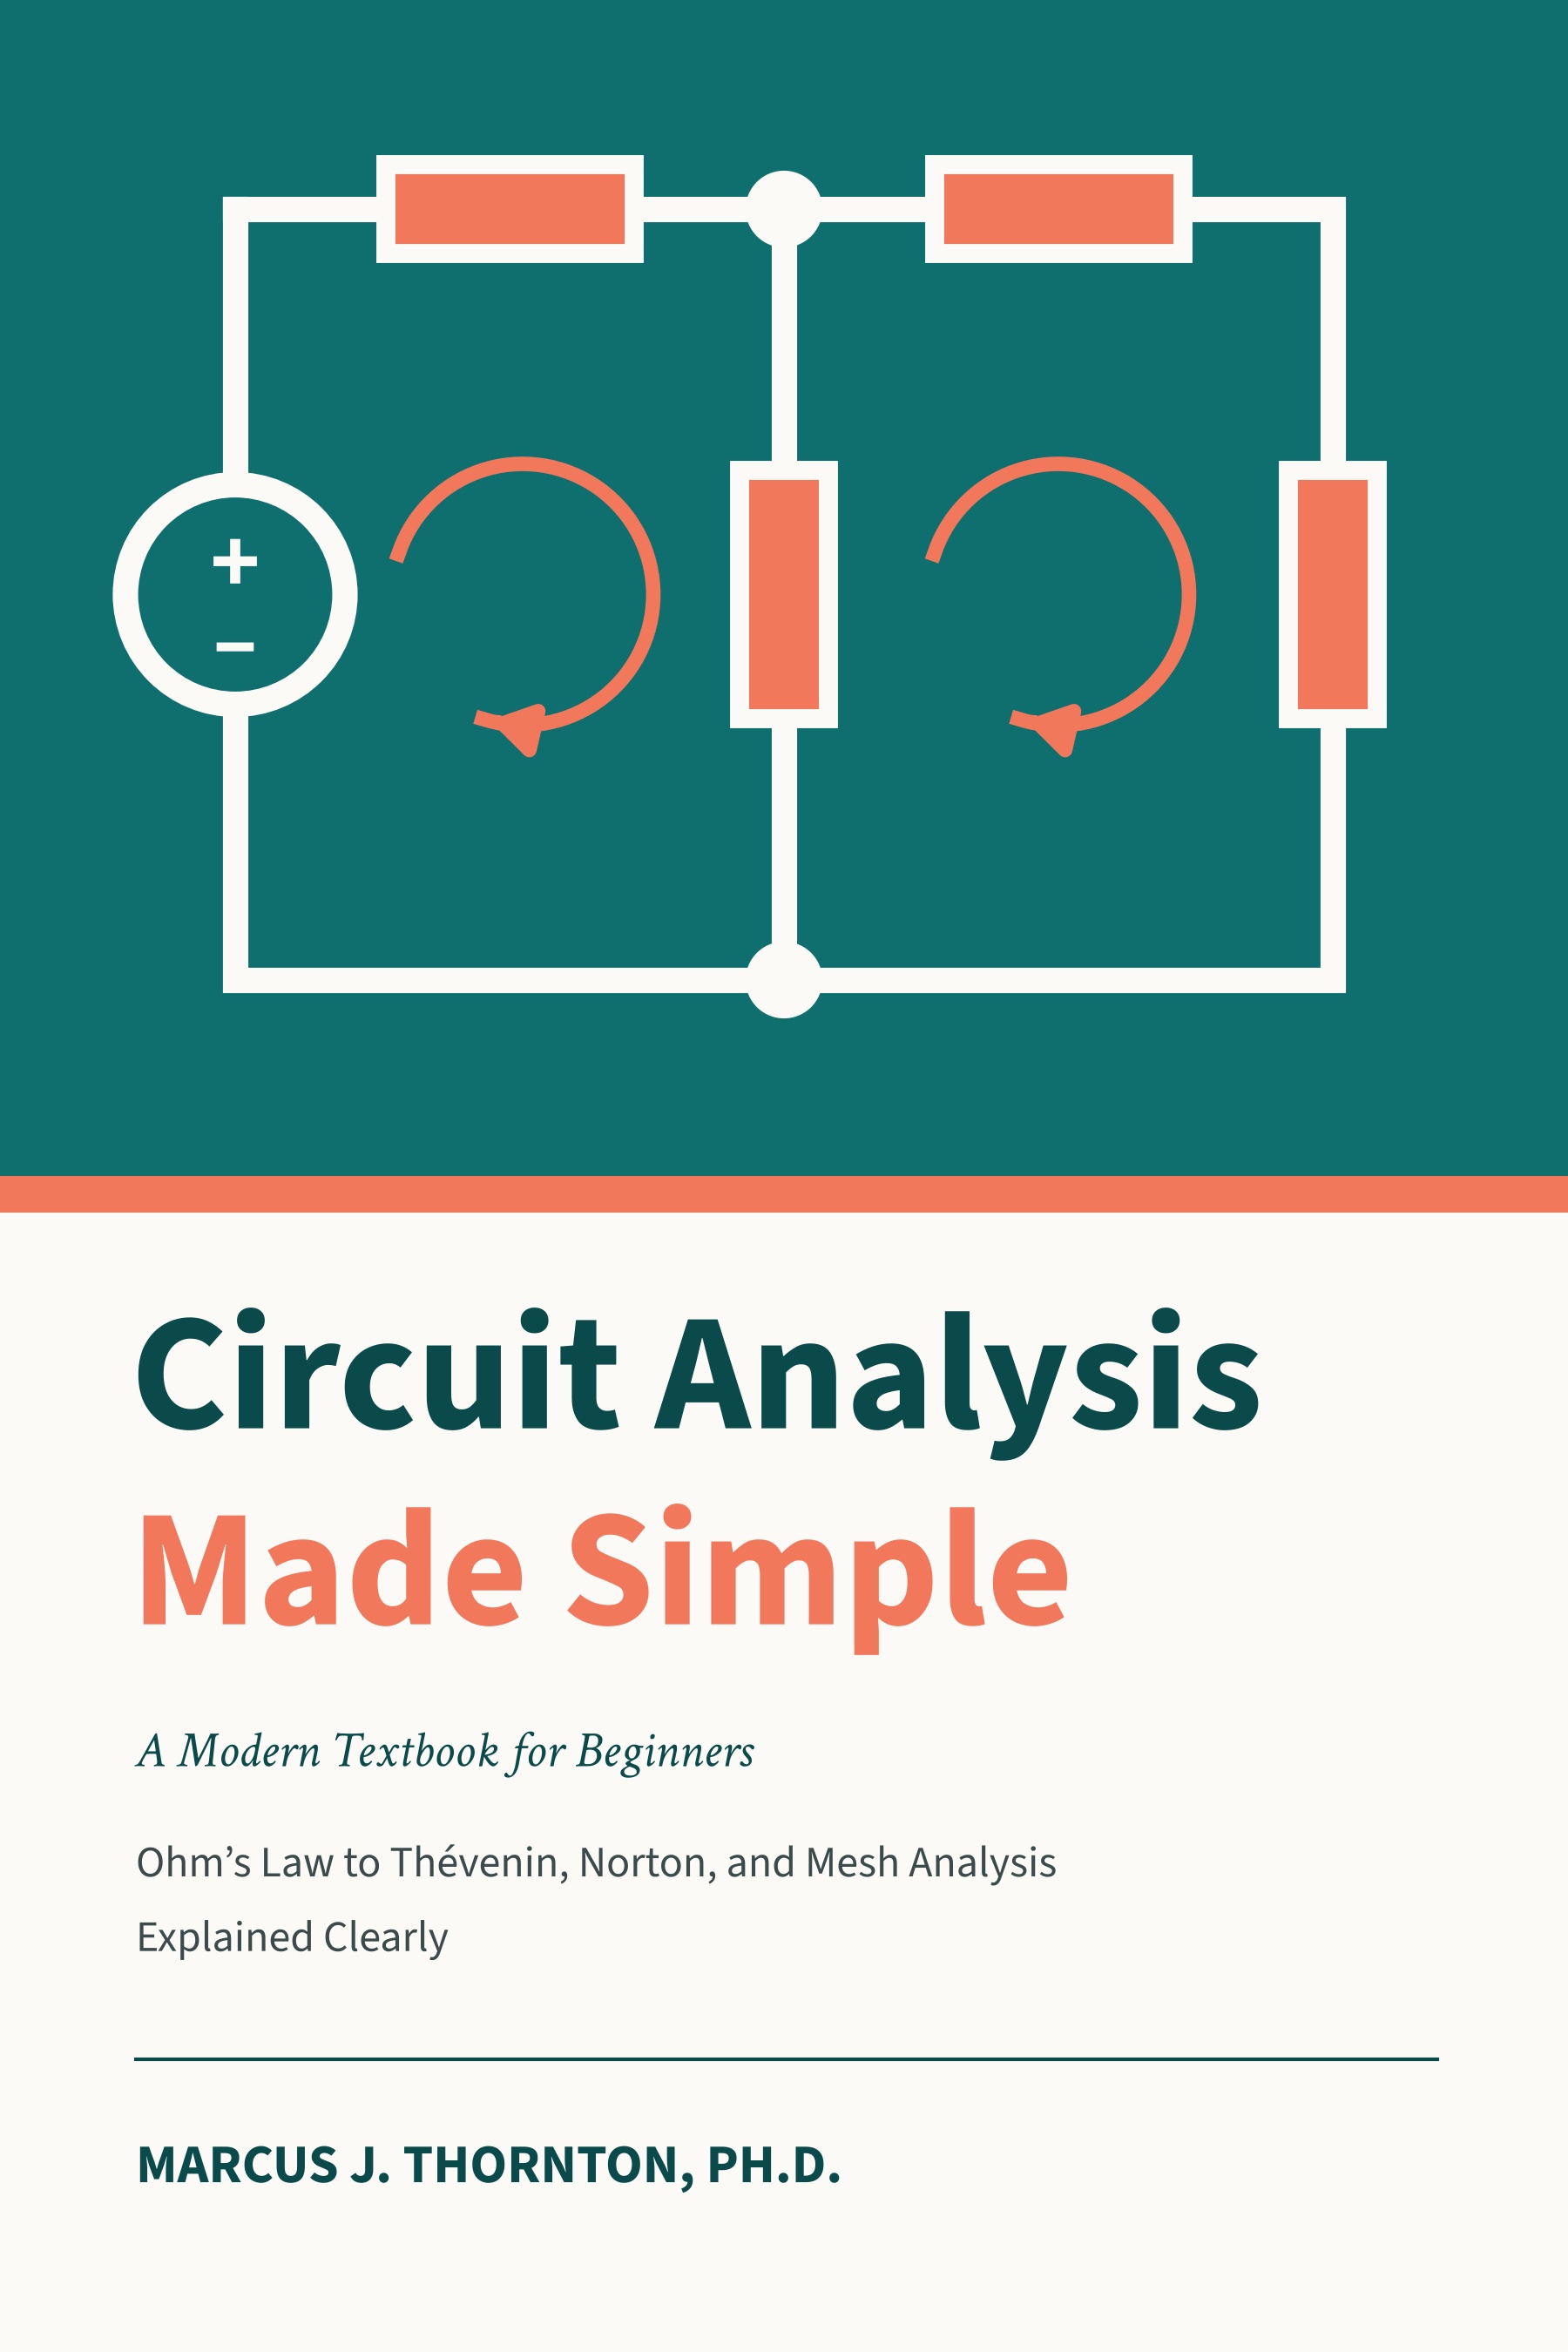 +
−
Circuit Analysis
Made Simple
A Modern Textbook for Beginners
Ohm’s Law to Thévenin, Norton, and Mesh Analysis
Explained Clearly
MARCUS J. THORNTON, PH.D.